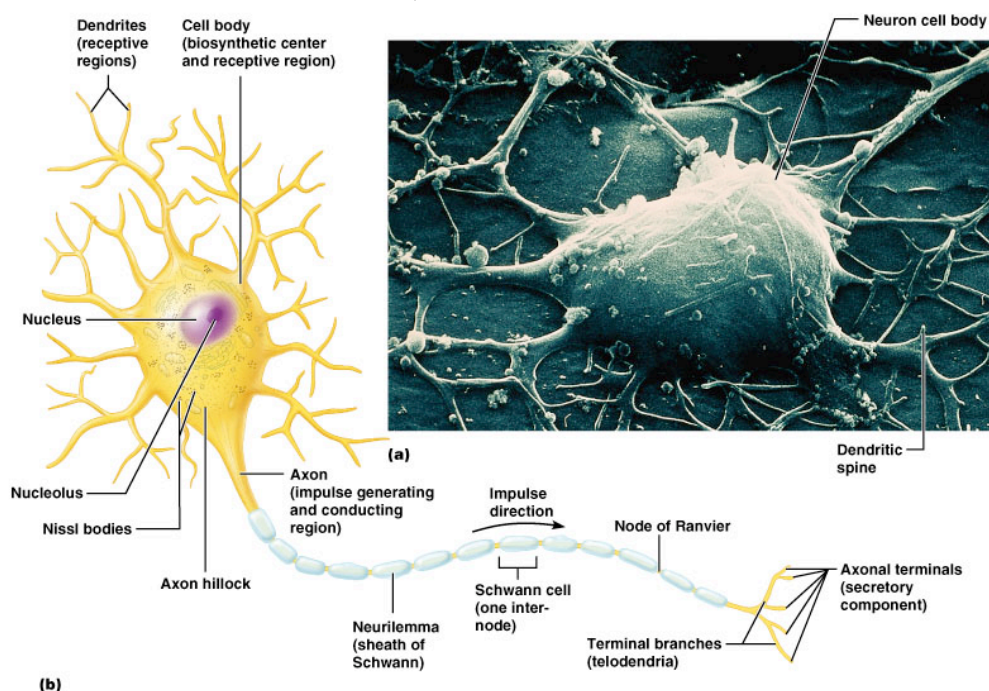 Dendrites
(receptive
regions)
Cell body
(biosynthetic center
and receptive region)
Neuron cell body
Nucleus
(a)
Dendritic
spine
Nucleolus
Axon
(impulse generating
and conducting
region)
Impulse
direction
Nissl bodies
Node of Ranvier
Axon hillock
Axonal terminals
(secretory
component)
Schwann cell
(one inter-
node)
Neurilemma
(sheath of
Schwann)
Terminal branches
(telodendria)
(b)